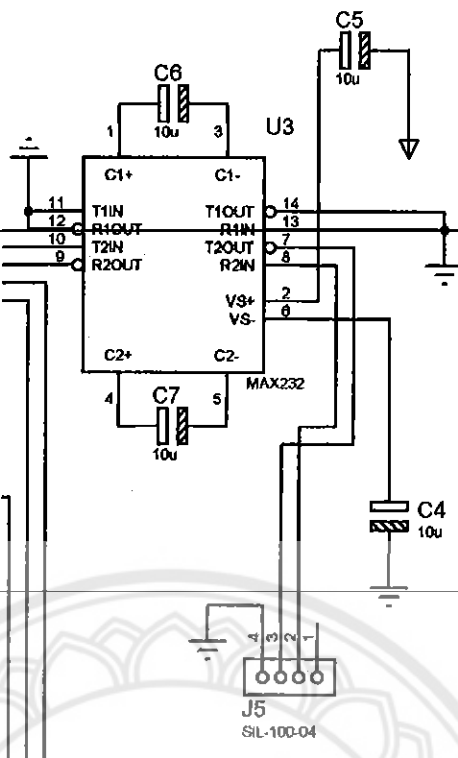 C5
10u
C6
10u
1
3
U3
C1+
C1-
11
T1IN
T1OUT
14
12
R1OUT
R1IN
13
10
T2IN
T2OUT
7
9
R2OUT
R2IN
8
VS+
2
VS-
6
C2+
C2-
MAX232
4
C7
5
10u
C4
10u
4
3
2
1
J5
SIL-100-04